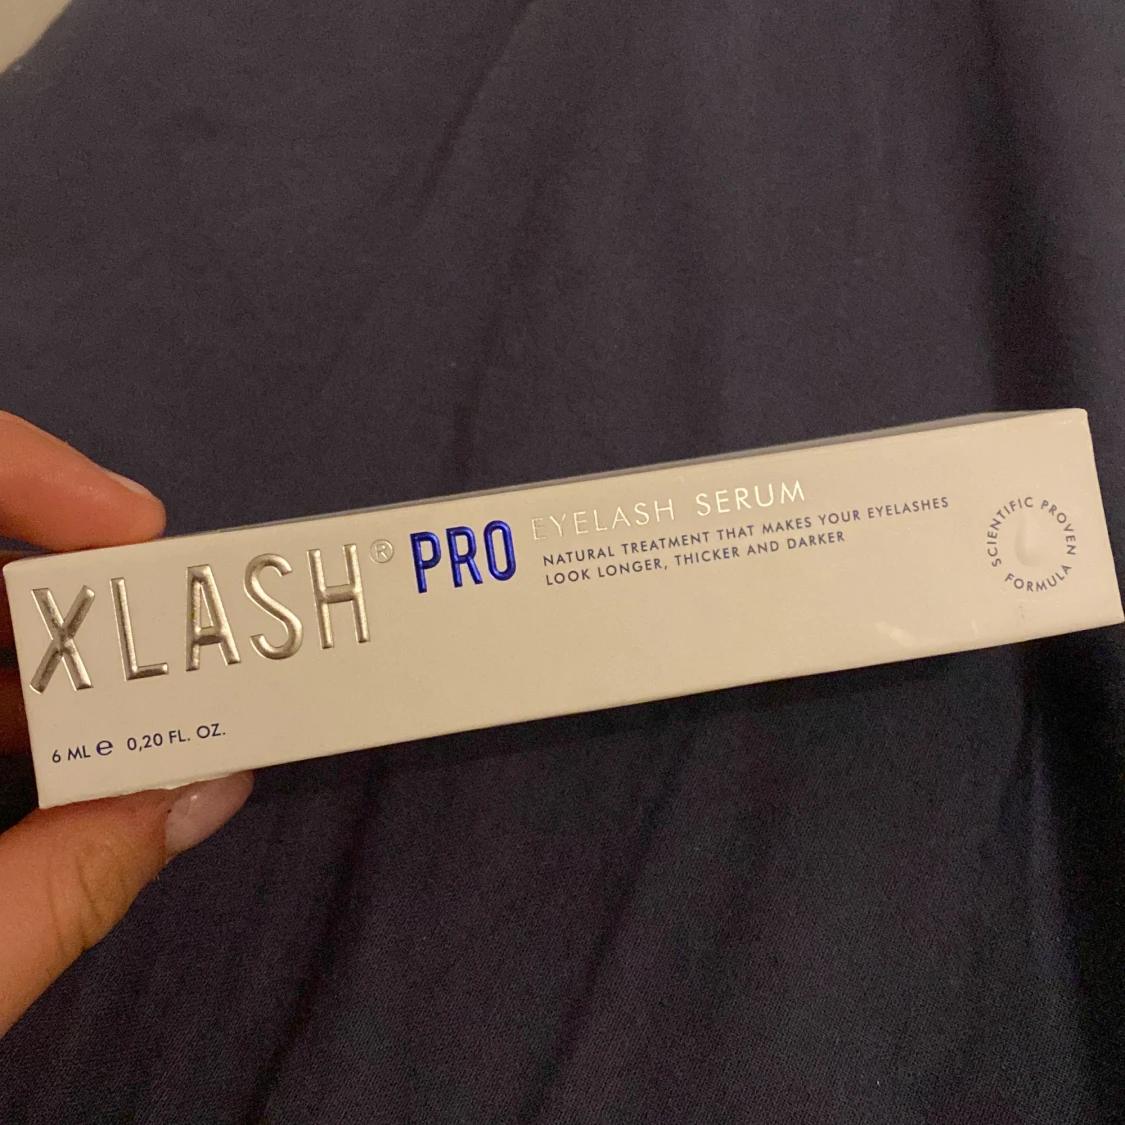 XLASH® PRO EYELASH SERUM
NATURAL TREATMENT THAT MAKES YOUR EYELASHES
LOOK LONGER, THICKER AND DARKER
SCIENTIFIC PROVEN
FORMULA
6 ML e 0,20 FL. OZ.